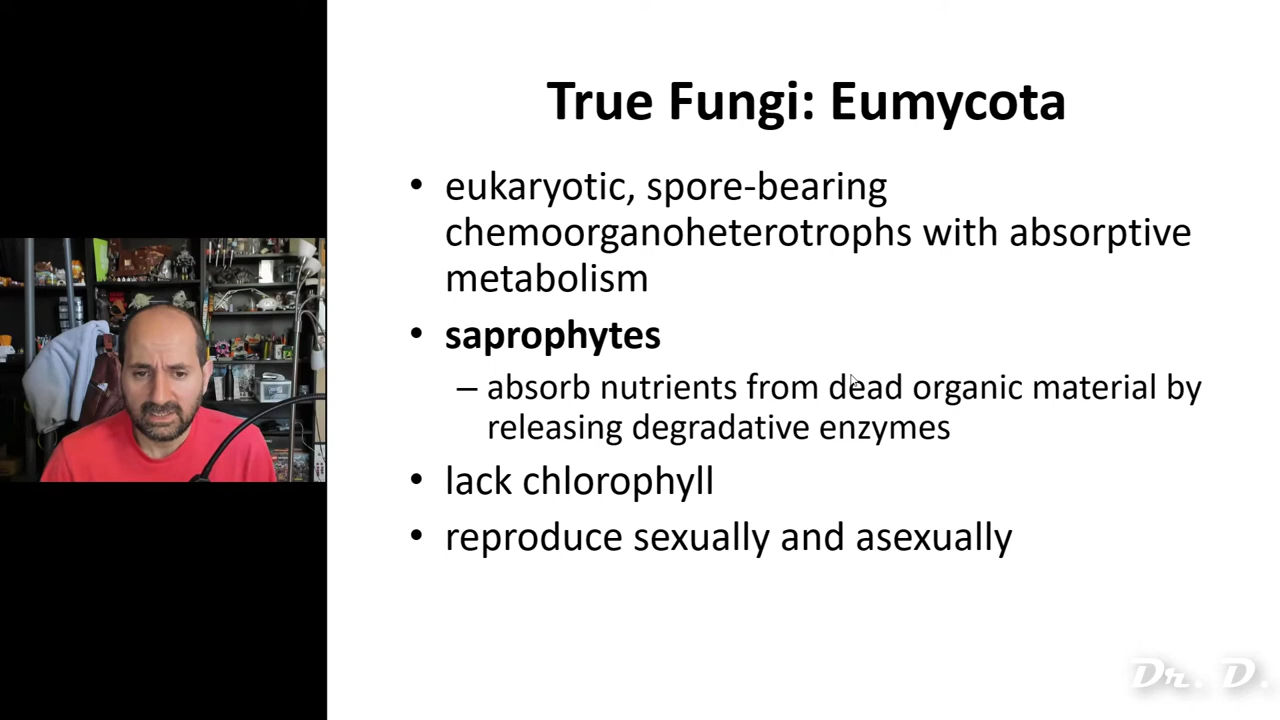 True Fungi: Eumycota
• eukaryotic, spore-bearing
chemoorganoheterotrophs with absorptive
metabolism
• saprophytes
– absorb nutrients from dead organic material by
releasing degradative enzymes
• lack chlorophyll
• reproduce sexually and asexually
Dr. D.